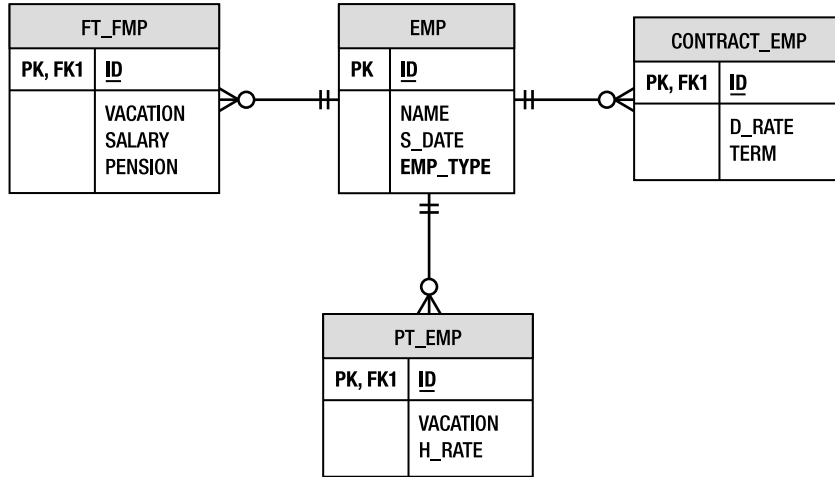 FT_FMP
PK, FK1 ID
VACATION
SALARY
PENSION
EMP
PK ID
NAME
S_DATE
EMP_TYPE
CONTRACT_EMP
PK, FK1 ID
D_RATE
TERM
PT_EMP
PK, FK1 ID
VACATION
H_RATE